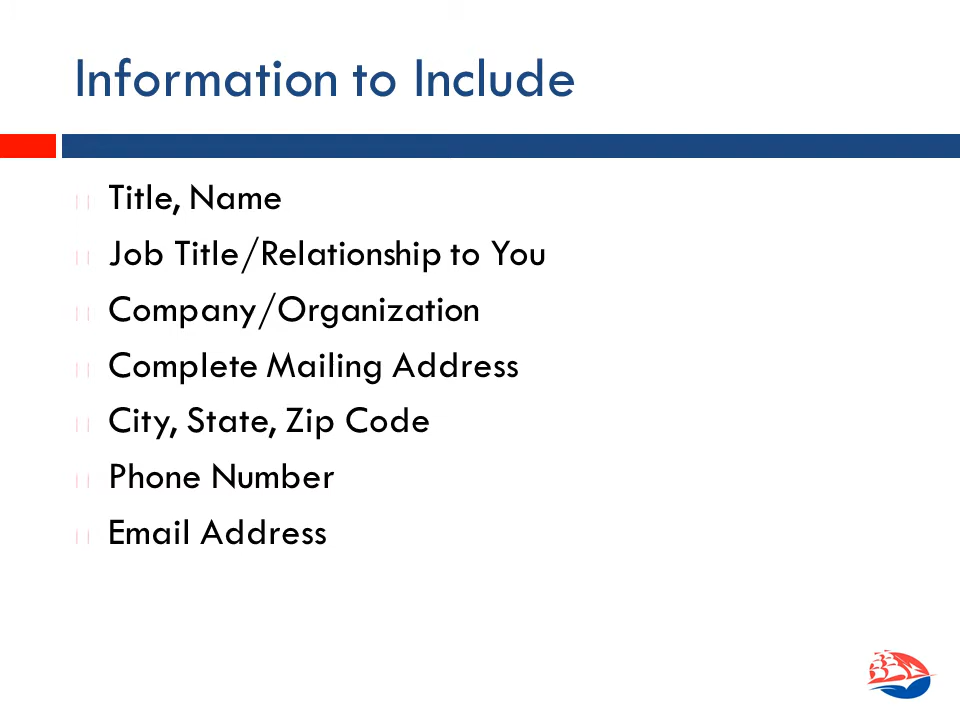 Information to Include
Title, Name
Job Title/Relationship to You
Company/Organization
Complete Mailing Address
City, State, Zip Code
Phone Number
Email Address